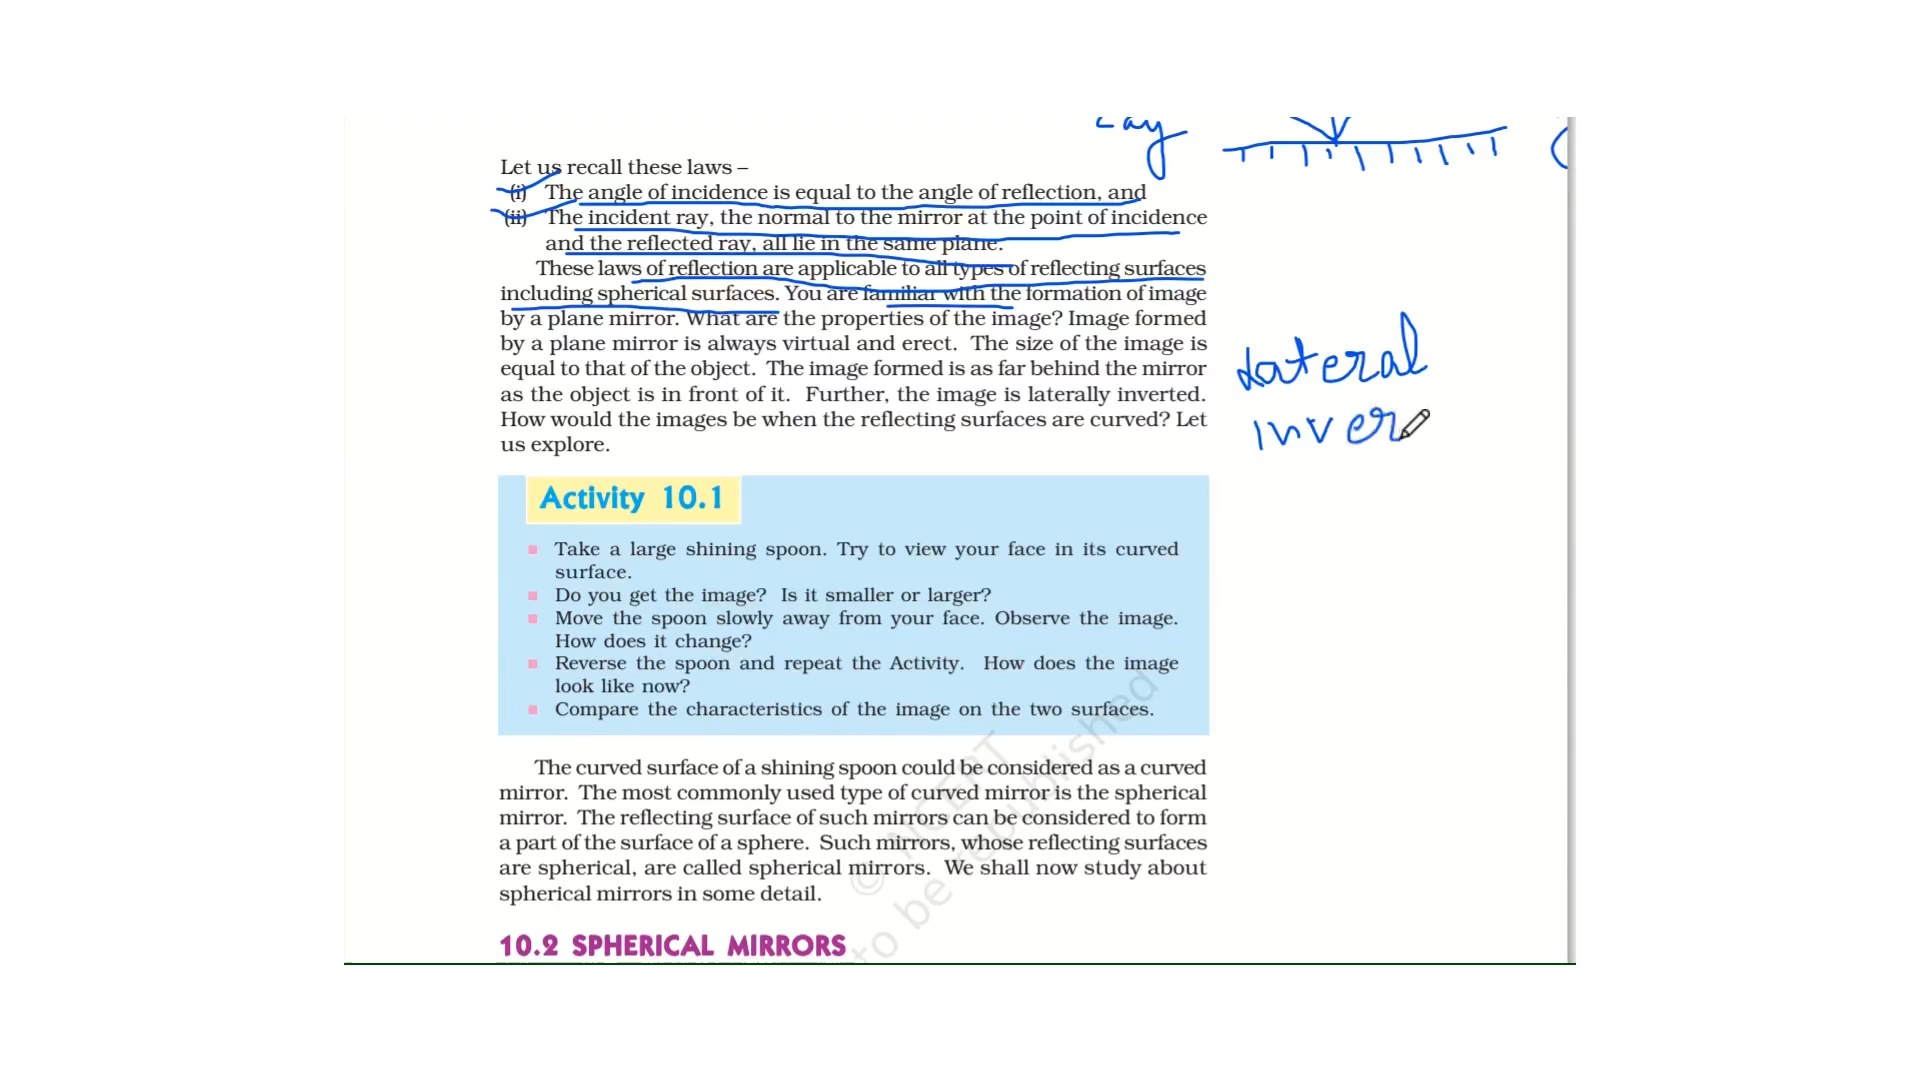 ray
Let us recall these laws –
(i) The angle of incidence is equal to the angle of reflection, and
(ii) The incident ray, the normal to the mirror at the point of incidence
and the reflected ray, all lie in the same plane.
These laws of reflection are applicable to all types of reflecting surfaces
including spherical surfaces. You are familiar with the formation of image
by a plane mirror. What are the properties of the image? Image formed
by a plane mirror is always virtual and erect. The size of the image is
equal to that of the object. The image formed is as far behind the mirror
as the object is in front of it. Further, the image is laterally inverted.
How would the images be when the reflecting surfaces are curved? Let
us explore.
Lateral
inver
Activity 10.1
Take a large shining spoon. Try to view your face in its curved
surface.
Do you get the image? Is it smaller or larger?
Move the spoon slowly away from your face. Observe the image.
How does it change?
Reverse the spoon and repeat the Activity. How does the image
look like now?
Compare the characteristics of the image on the two surfaces.
The curved surface of a shining spoon could be considered as a curved
mirror. The most commonly used type of curved mirror is the spherical
mirror. The reflecting surface of such mirrors can be considered to form
a part of the surface of a sphere. Such mirrors, whose reflecting surfaces
are spherical, are called spherical mirrors. We shall now study about
spherical mirrors in some detail.
© NCERT
to be republished
10.2 SPHERICAL MIRRORS